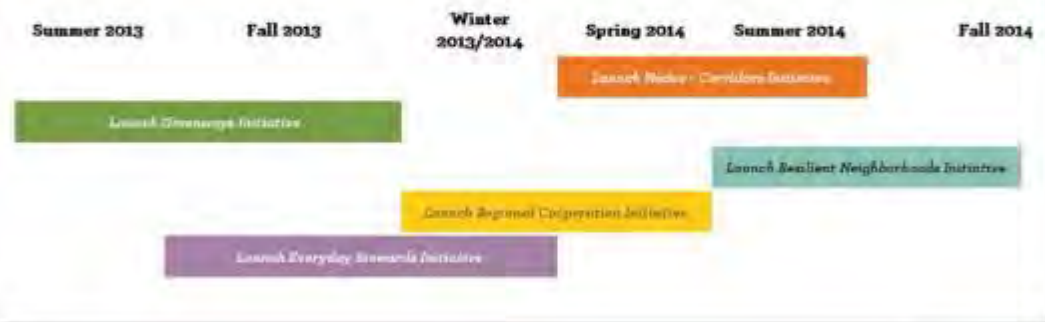 Summer 2013 Fall 2013 Winter 2013/2014 Spring 2014 Summer 2014 Fall 2014
Launch Nodes + Corridors Initiative
Launch Greenways Initiative
Launch Resilient Neighborhoods Initiative
Launch Regional Cooperation Initiative
Launch Everyday Stewards Initiative